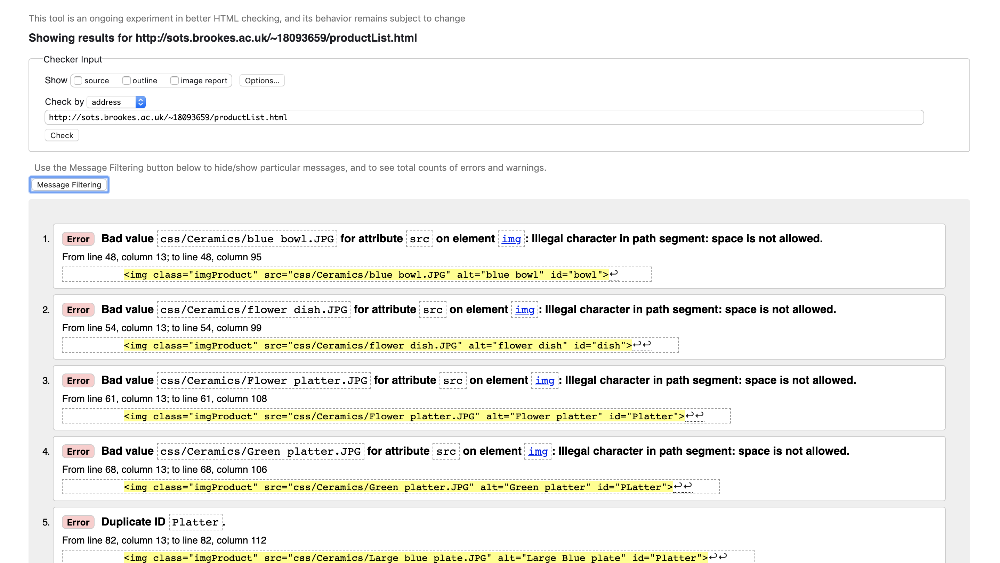 This tool is an ongoing experiment in better HTML checking, and its behavior remains subject to change
Showing results for http://sots.brookes.ac.uk/~18093659/productList.html
Checker Input
Show source outline image report Options...
Check by address
http://sots.brookes.ac.uk/~18093659/productList.html
Check
Use the Message Filtering button below to hide/show particular messages, and to see total counts of errors and warnings.
Message Filtering
1. Error Bad value css/Ceramics/blue bowl.JPG for attribute src on element img: Illegal character in path segment: space is not allowed.
From line 48, column 13; to line 48, column 95
<img class="imgProduct" src="css/Ceramics/blue bowl.JPG" alt="blue bowl" id="bowl">↩
2. Error Bad value css/Ceramics/flower dish.JPG for attribute src on element img: Illegal character in path segment: space is not allowed.
From line 54, column 13; to line 54, column 99
<img class="imgProduct" src="css/Ceramics/flower dish.JPG" alt="flower dish" id="dish">↩↩
3. Error Bad value css/Ceramics/Flower platter.JPG for attribute src on element img: Illegal character in path segment: space is not allowed.
From line 61, column 13; to line 61, column 108
<img class="imgProduct" src="css/Ceramics/Flower platter.JPG" alt="Flower platter" id="Platter">↩↩
4. Error Bad value css/Ceramics/Green platter.JPG for attribute src on element img: Illegal character in path segment: space is not allowed.
From line 68, column 13; to line 68, column 106
<img class="imgProduct" src="css/Ceramics/Green platter.JPG" alt="Green platter" id="PLatter">↩↩
5. Error Duplicate ID Platter.
From line 82, column 13; to line 82, column 112
<img class="imgProduct" src="css/Ceramics/Large blue plate.JPG" alt="Large Blue plate" id="Platter">↩↩